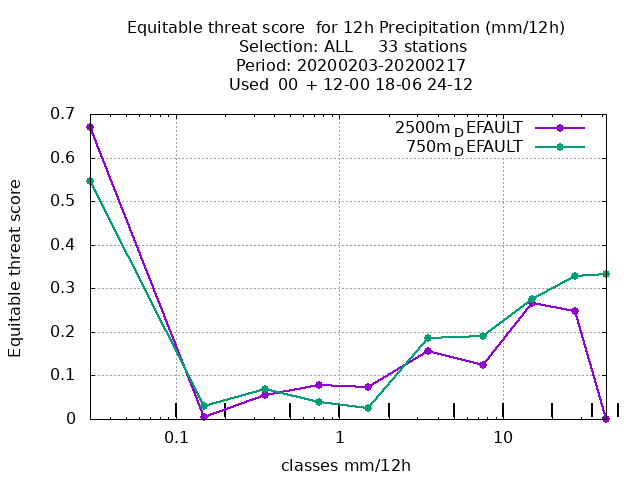 Equitable threat score  for 12h Precipitation (mm/12h)
Selection: ALL     33 stations
Period: 20200203-20200217
Used  00  + 12-00 18-06 24-12
2500m_DEFAULT
750m_DEFAULT
0.7
0.6
0.5
0.4
0.3
0.2
0.1
0
Equitable threat score
0.1
1
10
classes mm/12h